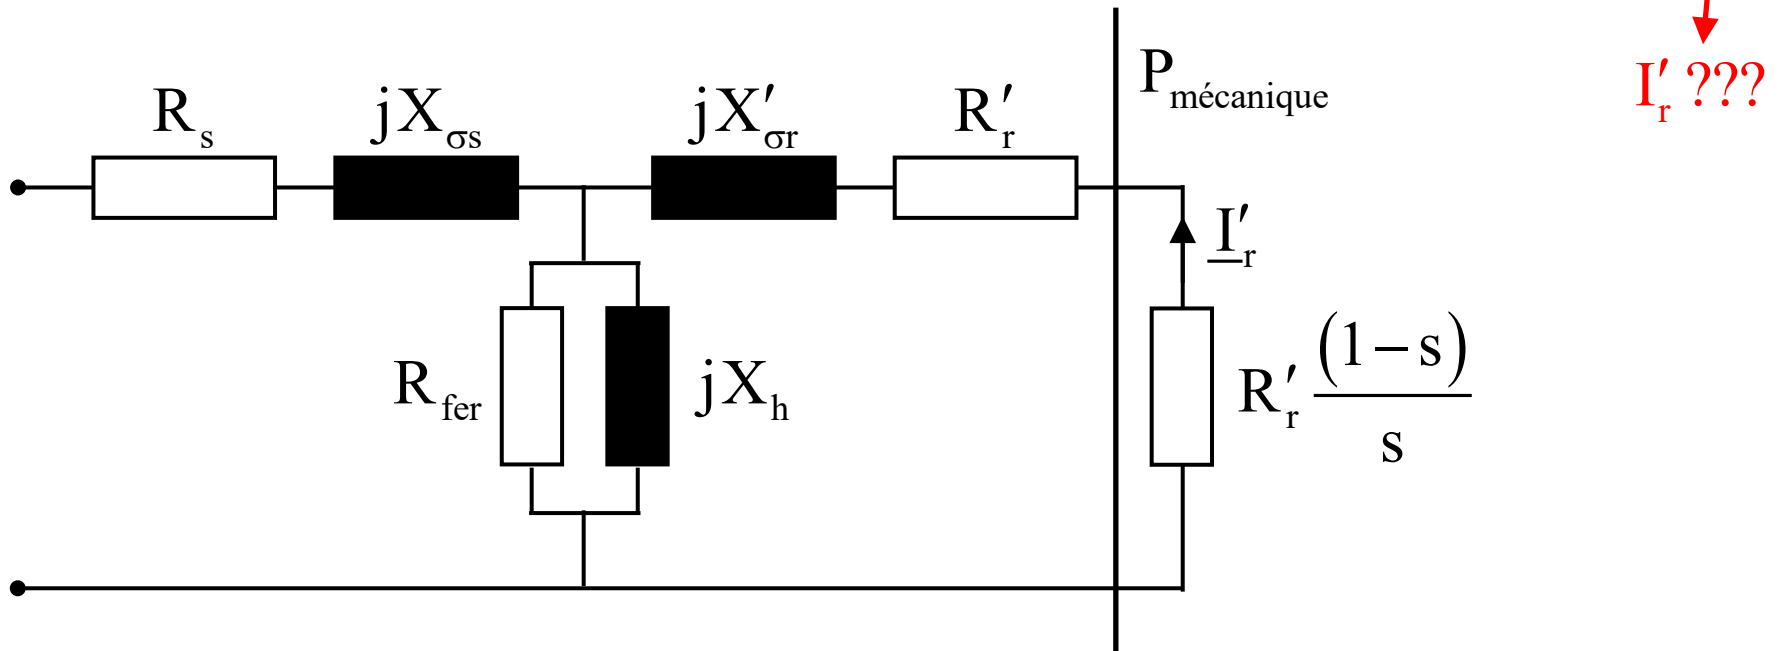 P_mécanique
I′_r ???
R_s
jX_σs
jX′_σr
R′_r
I′_r
R_fer
jX_h
R′_r (1−s)/s